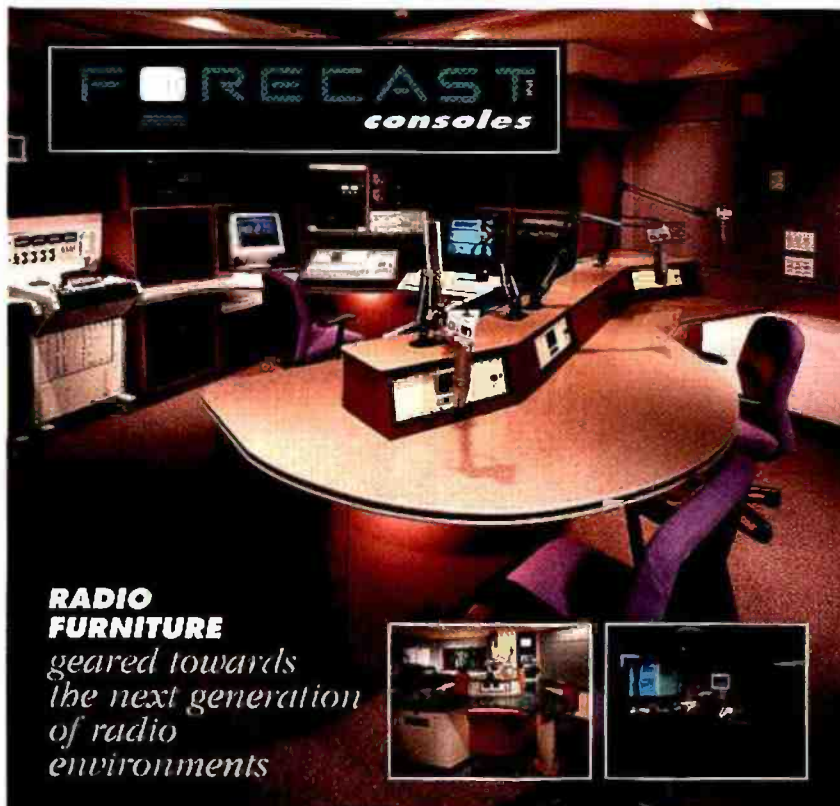 FORECAST
consoles
RADIO
FURNITURE
geared towards
the next generation
of radio
environments